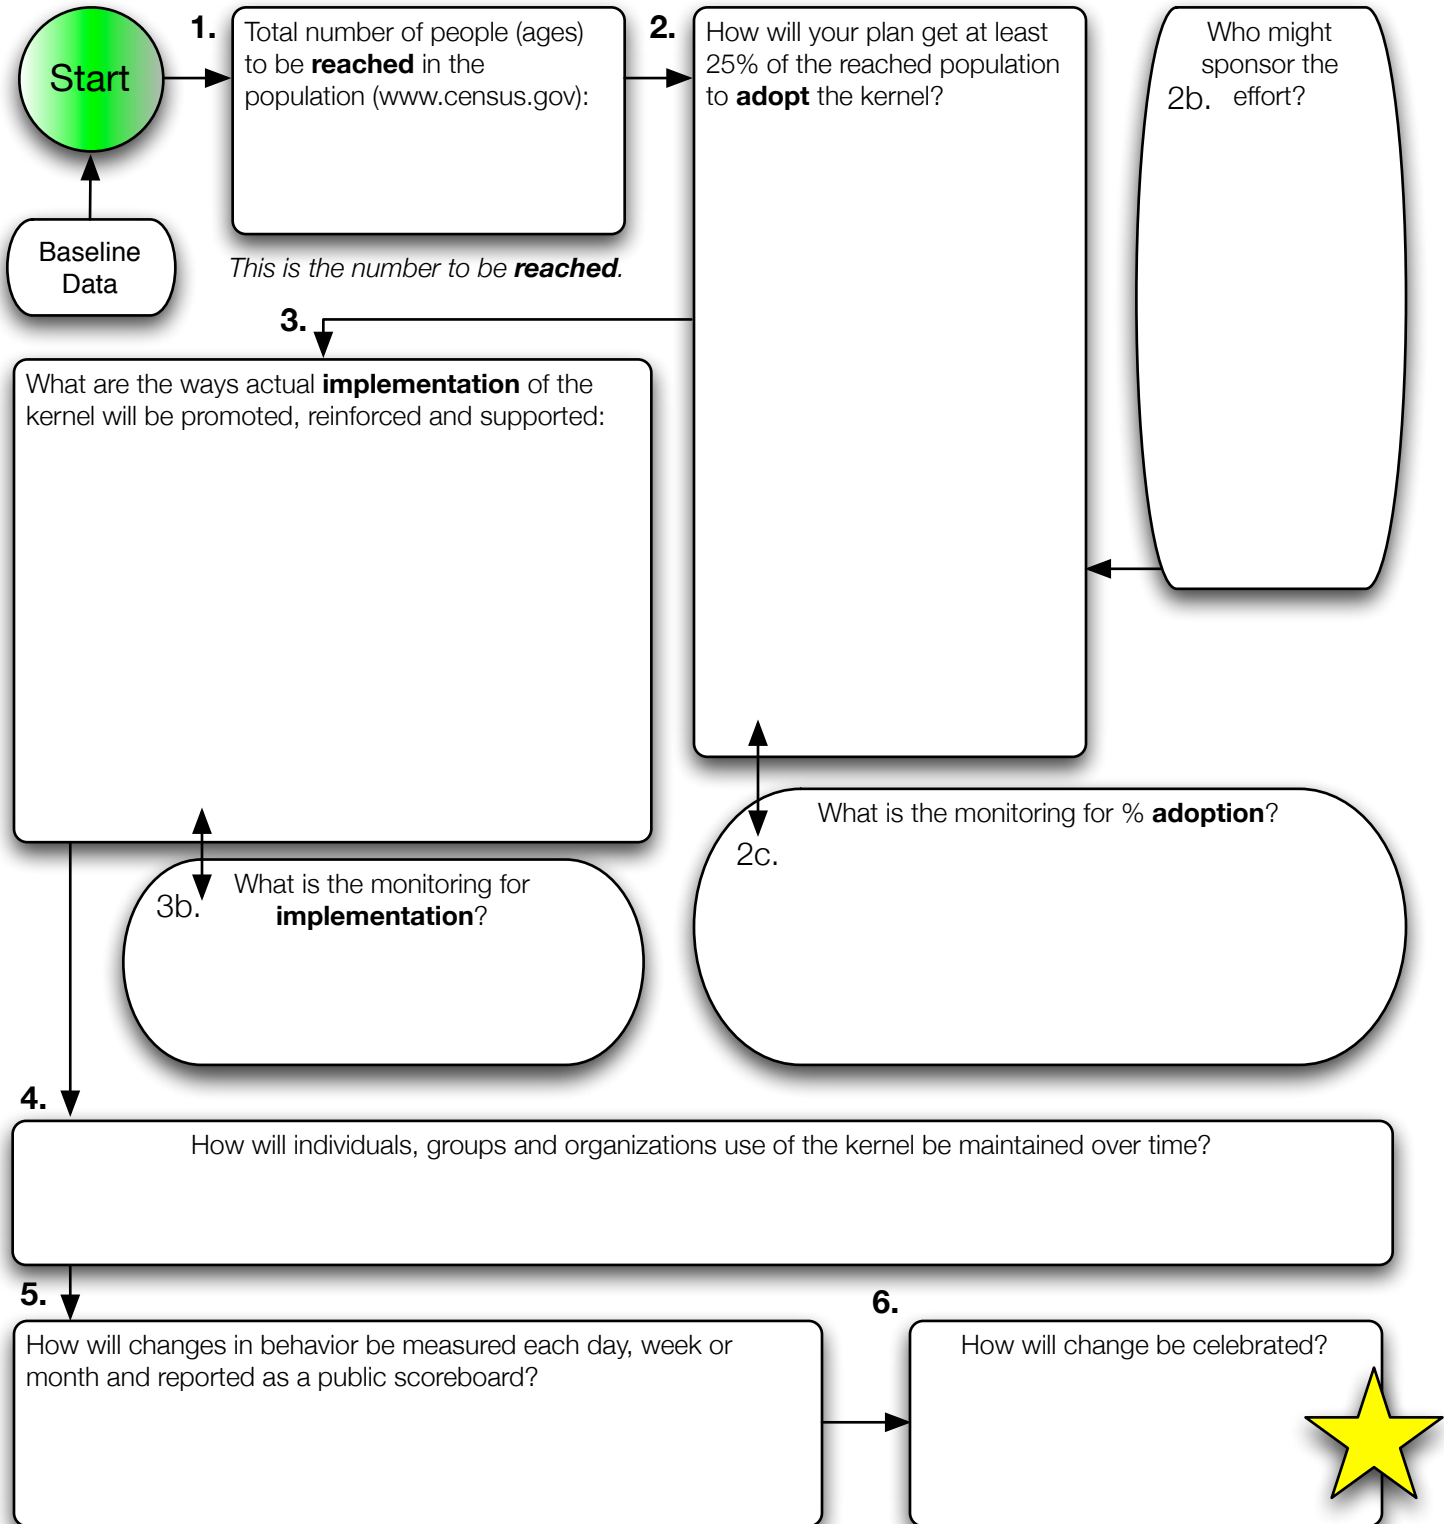 Start
Baseline
Data
1.
Total number of people (ages)
to be reached in the
population (www.census.gov):
This is the number to be reached.
2.
How will your plan get at least
25% of the reached population
to adopt the kernel?
Who might
sponsor the
2b. effort?
3.
What are the ways actual implementation of the
kernel will be promoted, reinforced and supported:
What is the monitoring for % adoption?
2c.
3b.
What is the monitoring for
implementation?
4.
How will individuals, groups and organizations use of the kernel be maintained over time?
5.
How will changes in behavior be measured each day, week or
month and reported as a public scoreboard?
6.
How will change be celebrated?